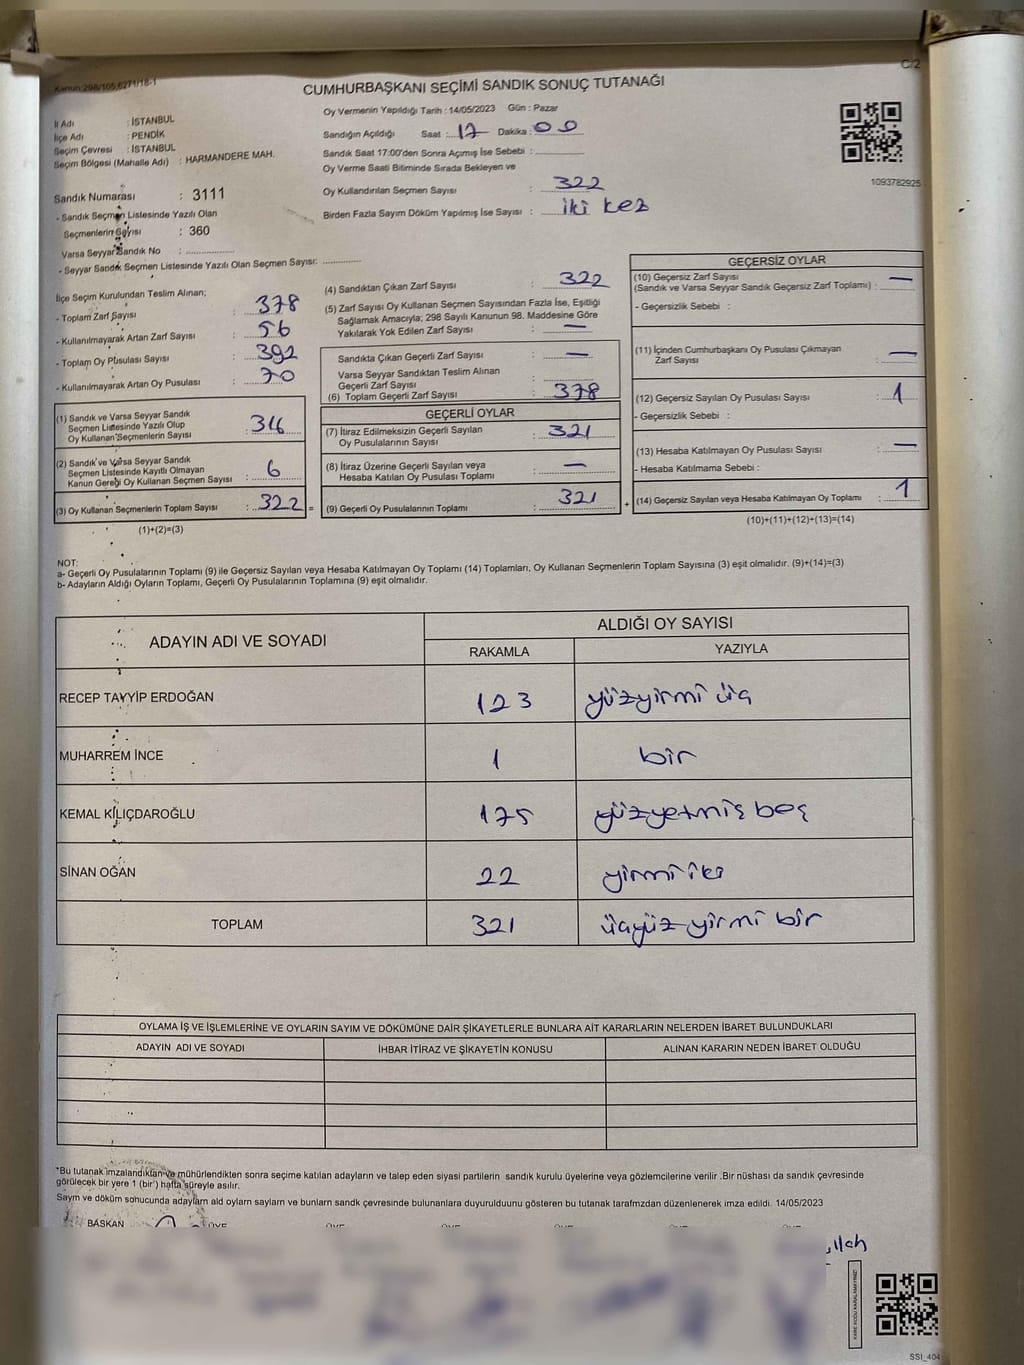 C/2
Kanun:298/105,6271/18-1
CUMHURBAŞKANI SEÇİMİ SANDIK SONUÇ TUTANAĞI
Oy Vermenin Yapıldığı Tarih : 14/05/2023 Gün : Pazar
İl Adı : İSTANBUL
İlçe Adı : PENDİK
Seçim Çevresi : İSTANBUL
Seçim Bölgesi (Mahalle Adı) : HARMANDERE MAH.
Sandığın Açıldığı Saat : 17 Dakika : 00
Sandık Saat 17:00'den Sonra Açımış İse Sebebi :
Oy Verme Saati Bitiminde Sırada Bekleyen ve
Oy Kullandırılan Seçmen Sayısı : 322
Birden Fazla Sayım Döküm Yapılmış İse Sayısı : iki kez
1093782925
Sandık Numarası : 3111
- Sandık Seçmen Listesinde Yazılı Olan
Seçmenlerin Sayısı : 360
Varsa Seyyar Sandık No :
- Seyyar Sandık Seçmen Listesinde Yazılı Olan Seçmen Sayısı:
İlçe Seçim Kurulundan Teslim Alınan;
- Toplam Zarf Sayısı : 378
- Kullanılmayarak Artan Zarf Sayısı : 56
- Toplam Oy Pusulası Sayısı : 392
- Kullanılmayarak Artan Oy Pusulası : 70
(1) Sandık ve Varsa Seyyar Sandık
Seçmen Listesinde Yazılı Olup
Oy Kullanan Seçmenlerin Sayısı : 316
(2) Sandık ve Varsa Seyyar Sandık
Seçmen Listesinde Kayıtlı Olmayan
Kanun Gereği Oy Kullanan Seçmen Sayısı : 6
(3) Oy Kullanan Seçmenlerin Toplam Sayısı : 322 =
(1)+(2)=(3)
(4) Sandıktan Çıkan Zarf Sayısı : 322
(5) Zarf Sayısı Oy Kullanan Seçmen Sayısından Fazla İse, Eşitliği
Sağlamak Amacıyla; 298 Sayılı Kanunun 98. Maddesine Göre
Yakılarak Yok Edilen Zarf Sayısı : —
Sandıkta Çıkan Geçerli Zarf Sayısı : —
Varsa Seyyar Sandıktan Teslim Alınan
Geçerli Zarf Sayısı :
(6) Toplam Geçerli Zarf Sayısı : 378
GEÇERLİ OYLAR
(7) İtiraz Edilmeksizin Geçerli Sayılan
Oy Pusulalarının Sayısı : 321
(8) İtiraz Üzerine Geçerli Sayılan veya
Hesaba Katılan Oy Pusulası Toplamı : —
(9) Geçerli Oy Pusulalarının Toplamı : 321 +
GEÇERSİZ OYLAR
(10) Geçersiz Zarf Sayısı
(Sandık ve Varsa Seyyar Sandık Geçersiz Zarf Toplamı) : —
- Geçersizlik Sebebi :
(11) İçinden Cumhurbaşkanı Oy Pusulası Çıkmayan
Zarf Sayısı : —
(12) Geçersiz Sayılan Oy Pusulası Sayısı : 1
- Geçersizlik Sebebi :
(13) Hesaba Katılmayan Oy Pusulası Sayısı : —
- Hesaba Katılmama Sebebi :
(14) Geçersiz Sayılan veya Hesaba Katılmayan Oy Toplamı : 1
(10)+(11)+(12)+(13)=(14)
NOT:
a- Geçerli Oy Pusulalarının Toplamı (9) ile Geçersiz Sayılan veya Hesaba Katılmayan Oy Toplamı (14) Toplamları, Oy Kullanan Seçmenlerin Toplam Sayısına (3) eşit olmalıdır. (9)+(14)=(3)
b- Adayların Aldığı Oyların Toplamı, Geçerli Oy Pusulalarının Toplamına (9) eşit olmalıdır.
ADAYIN ADI VE SOYADI ALDIĞI OY SAYISI
RAKAMLA YAZIYLA
RECEP TAYYİP ERDOĞAN 123 yüzyirmi üç
MUHARREM İNCE 1 bir
KEMAL KILIÇDAROĞLU 175 yüzyetmiş beş
SİNAN OĞAN 22 yirmi iki
TOPLAM 321 üçyüz yirmi bir
OYLAMA İŞ VE İŞLEMLERİNE VE OYLARIN SAYIM VE DÖKÜMÜNE DAİR ŞİKAYETLERLE BUNLARA AİT KARARLARIN NELERDEN İBARET BULUNDUKLARI
ADAYIN ADI VE SOYADI İHBAR İTİRAZ VE ŞİKAYETİN KONUSU ALINAN KARARIN NEDEN İBARET OLDUĞU
*Bu tutanak imzalandıktan ve mühürlendikten sonra seçime katılan adayların ve talep eden siyasi partilerin sandık kurulu üyelerine veya gözlemcilerine verilir .Bir nüshası da sandık çevresinde
görülecek bir yere 1 (bir ) hafta süreyle asılır.
Sayım ve döküm sonucunda adayların ald oyların sayların ve bunların sandk çevresinde bulunanlara duyurulduunu gösteren bu tutanak tarafmzdan düzenlenerek imza edildi. 14/05/2023
BAŞKAN ÜYE ÜYE ÜYE ÜYE ÜYE ÜYE
KARE KODU KARALAMAYINIZ!
SSI_404